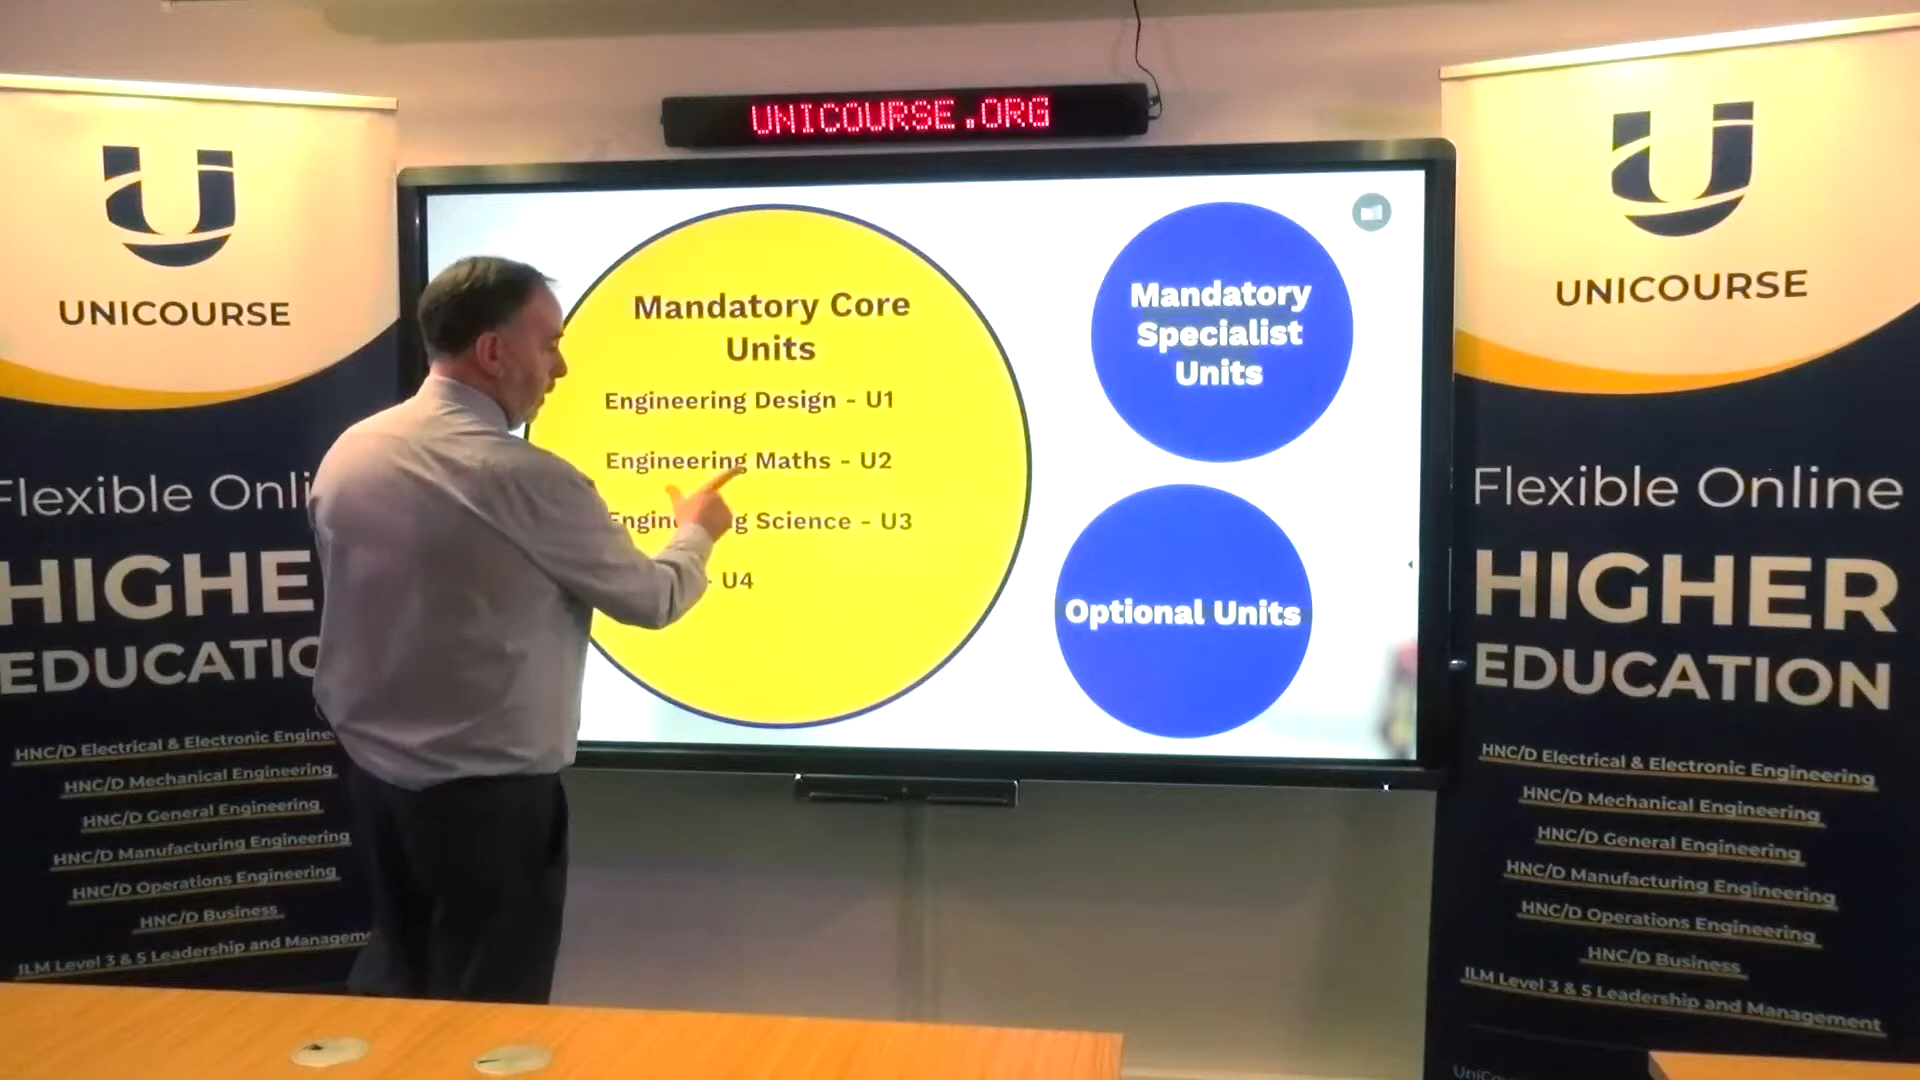 UNICOURSE.ORG
UNICOURSE
Flexible Onli
HIGHE
EDUCATIO
HNC/D Electrical & Electronic Engine
HNC/D Mechanical Engineering
HNC/D General Engineering
HNC/D Manufacturing Engineering
HNC/D Operations Engineering
HNC/D Business
ILM Level 3 & 5 Leadership and Managem
Mandatory Core
Units
Engineering Design - U1
Engineering Maths - U2
Engin g Science - U3
- U4
Mandatory
Specialist
Units
Optional Units
UNICOURSE
Flexible Online
HIGHER
EDUCATION
HNC/D Electrical & Electronic Engineering
HNC/D Mechanical Engineering
HNC/D General Engineering
HNC/D Manufacturing Engineering
HNC/D Operations Engineering
HNC/D Business
ILM Level 3 & 5 Leadership and Management